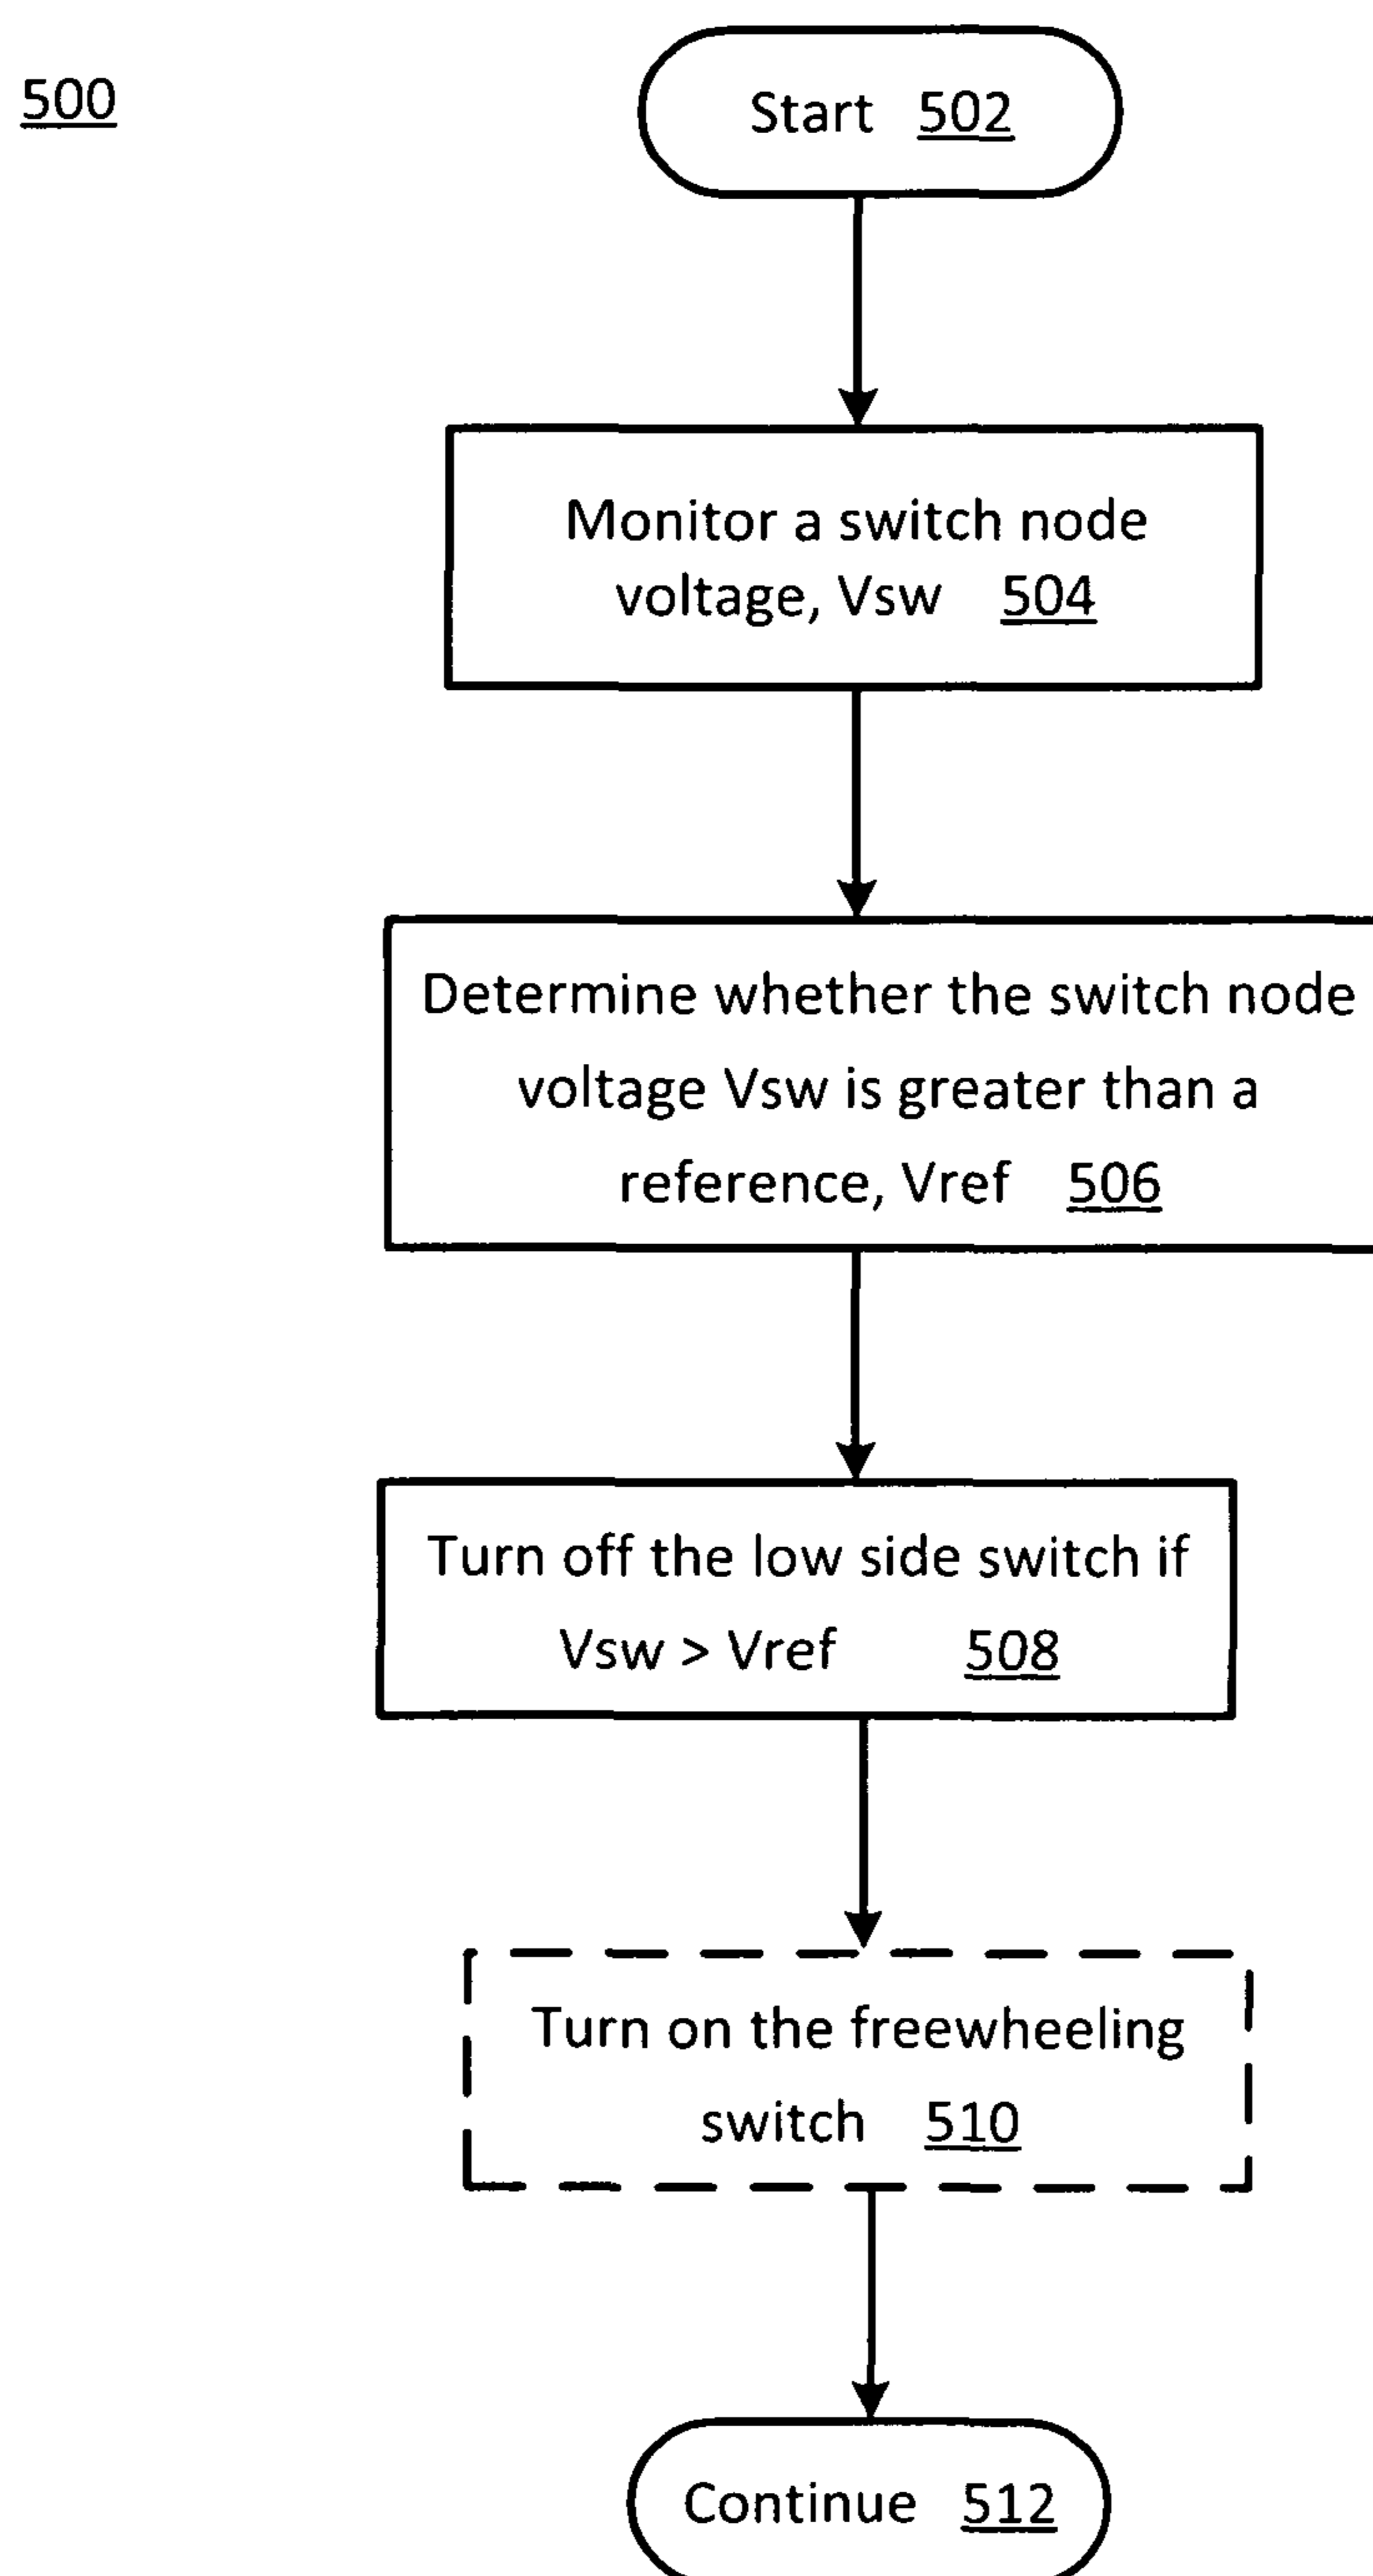 500
Start 502
Monitor a switch node
voltage, Vsw 504
Determine whether the switch node
voltage Vsw is greater than a
reference, Vref 506
Turn off the low side switch if
Vsw > Vref 508
Turn on the freewheeling
switch 510
Continue 512